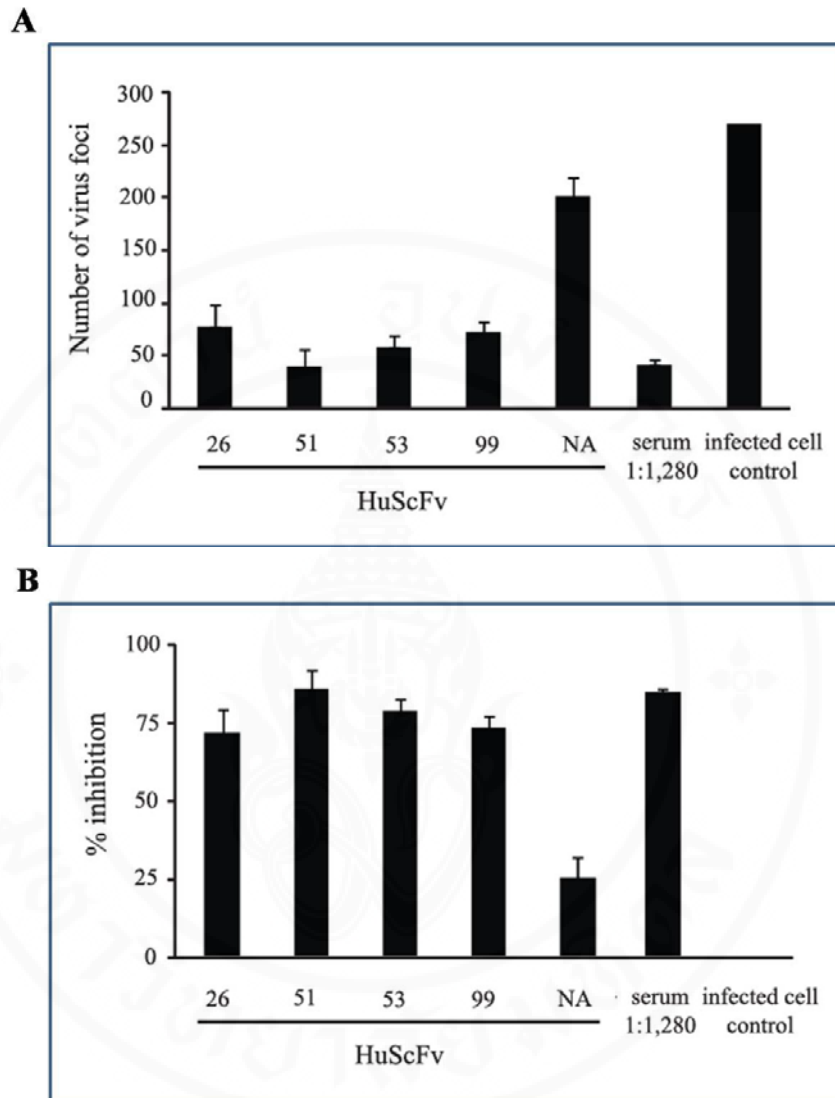 A
Number of virus foci
300
250
200
150
100
50
0
26 51 53 99 NA serum infected cell
1:1,280 control
HuScFv
B
% inhibition
100
75
50
25
0
26 51 53 99 NA serum infected cell
1:1,280 control
HuScFv